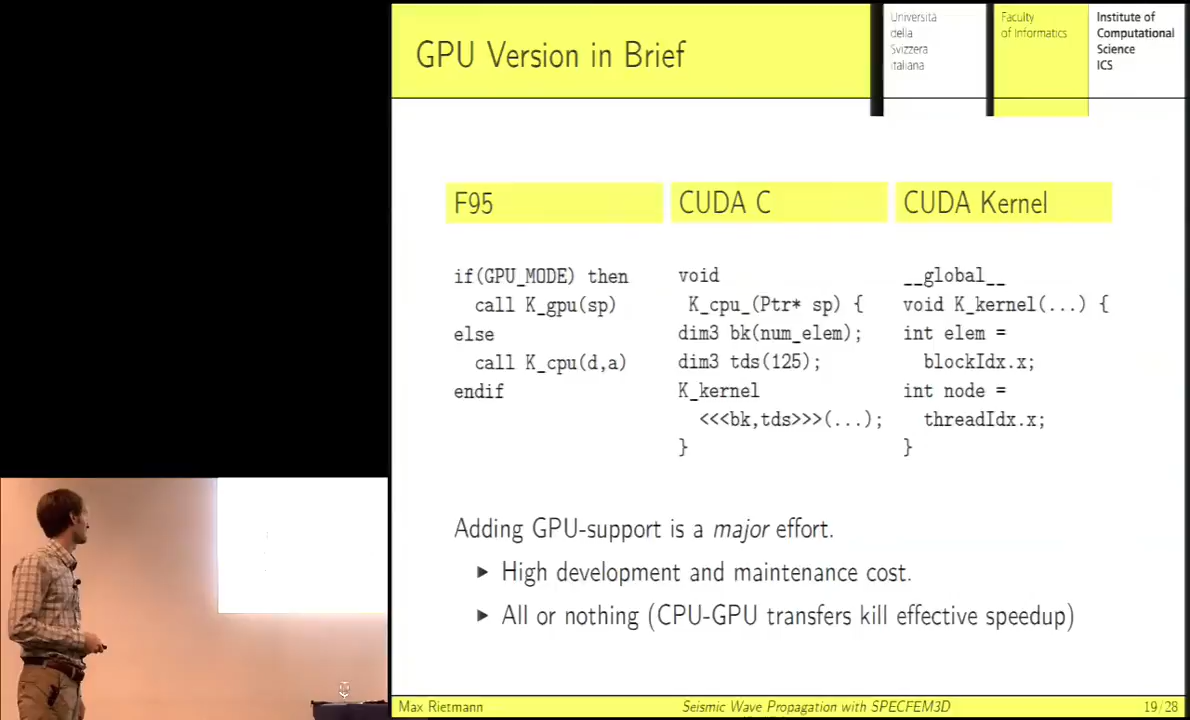 GPU Version in Brief
Università
della
Svizzera
italiana
Faculty
of Informatics
Institute of
Computational
Science
ICS
F95
if(GPU_MODE) then
call K_gpu(sp)
else
call K_cpu(d,a)
endif
CUDA C
void
K_cpu_(Ptr* sp) {
dim3 bk(num_elem);
dim3 tds(125);
K_kernel
<<<bk,tds>>>(...);
}
CUDA Kernel
__global__
void K_kernel(...) {
int elem =
blockIdx.x;
int node =
threadIdx.x;
}
Adding GPU-support is a major effort.
▶ High development and maintenance cost.
▶ All or nothing (CPU-GPU transfers kill effective speedup)
Max Rietmann
Seismic Wave Propagation with SPECFEM3D
19/28